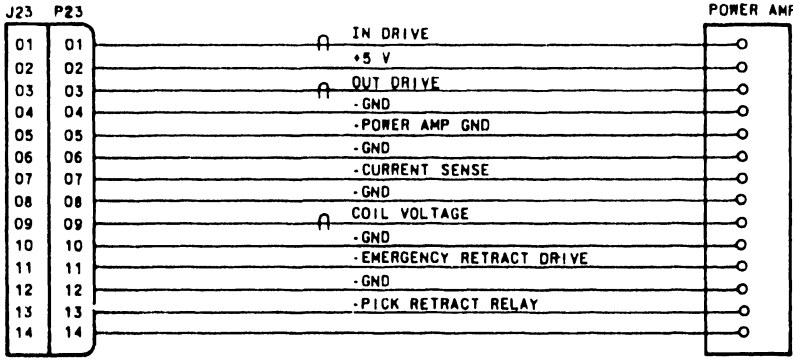 J23 P23 POWER AMP
IN DRIVE
01 01
+5 V
02 02
OUT DRIVE
03 03
-GND
04 04
-POWER AMP GND
05 05
-GND
06 06
-CURRENT SENSE
07 07
-GND
08 08
COIL VOLTAGE
09 09
-GND
10 10
-EMERGENCY RETRACT DRIVE
11 11
-GND
12 12
-PICK RETRACT RELAY
13 13
14 14